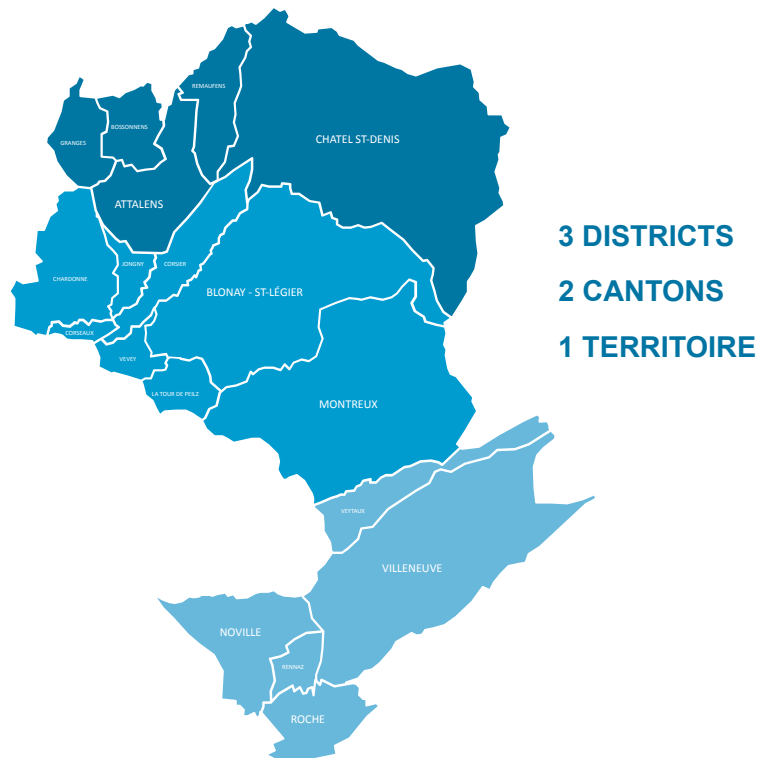 REMAUFENS
BOSSONNENS
GRANGES
CHATEL ST-DENIS
ATTALENS
JONGNY
CORSIER
CHARDONNE
BLONAY - ST-LÉGIER
CORSEAUX
VEVEY
LA TOUR DE PEILZ
MONTREUX
VEYTAUX
VILLENEUVE
NOVILLE
RENNAZ
ROCHE
3 DISTRICTS
2 CANTONS
1 TERRITOIRE